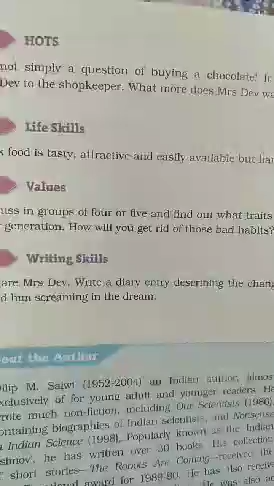 HOTS
not simply a question of buying a chocolate! It
Dev to the shopkeeper. What more does Mrs Dev
Life Skills
food is tasty, attractive and easily available but
Values
uss in groups of four or five and find out what traits
generation. How will you get rid of those bad habits?
Writing Skills
are Mrs Dev. Write a diary entry describing the
d him screaming in the dream.
out the Author
ilip M. Salwi (1952-2004) an Indian author, almos
xclusively of for young adult and younger readers. He
rote much non-fiction, including Our Scientists (1986),
ontaining biographies of Indian scientists, and Nonsense
n Indian Science (1998). Popularly known as the Indian
he has written over 50 books. His collection
short stories—The Robots Are Coming—received the
award for 1989-90. He has also
was also